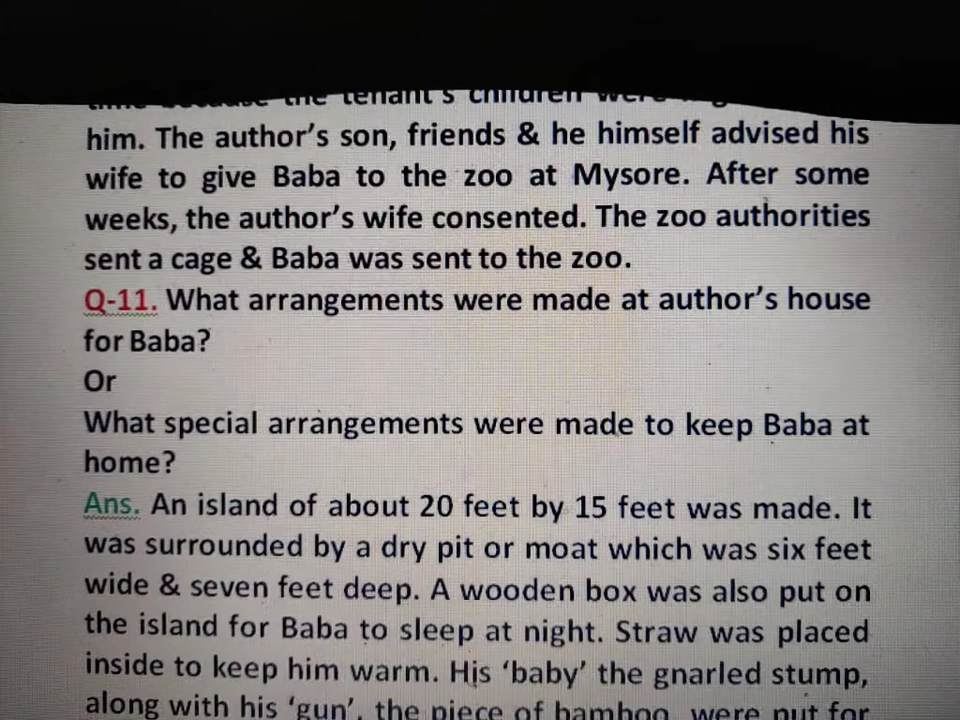 the tenant's children were
him. The author's son, friends & he himself advised his
wife to give Baba to the zoo at Mysore. After some
weeks, the author's wife consented. The zoo authorities
sent a cage & Baba was sent to the zoo.
Q-11. What arrangements were made at author's house
for Baba?
Or
What special arrangements were made to keep Baba at
home?
Ans. An island of about 20 feet by 15 feet was made. It
was surrounded by a dry pit or moat which was six feet
wide & seven feet deep. A wooden box was also put on
the island for Baba to sleep at night. Straw was placed
inside to keep him warm. His 'baby' the gnarled stump,
along with his 'gun', the piece of bamboo, were put for